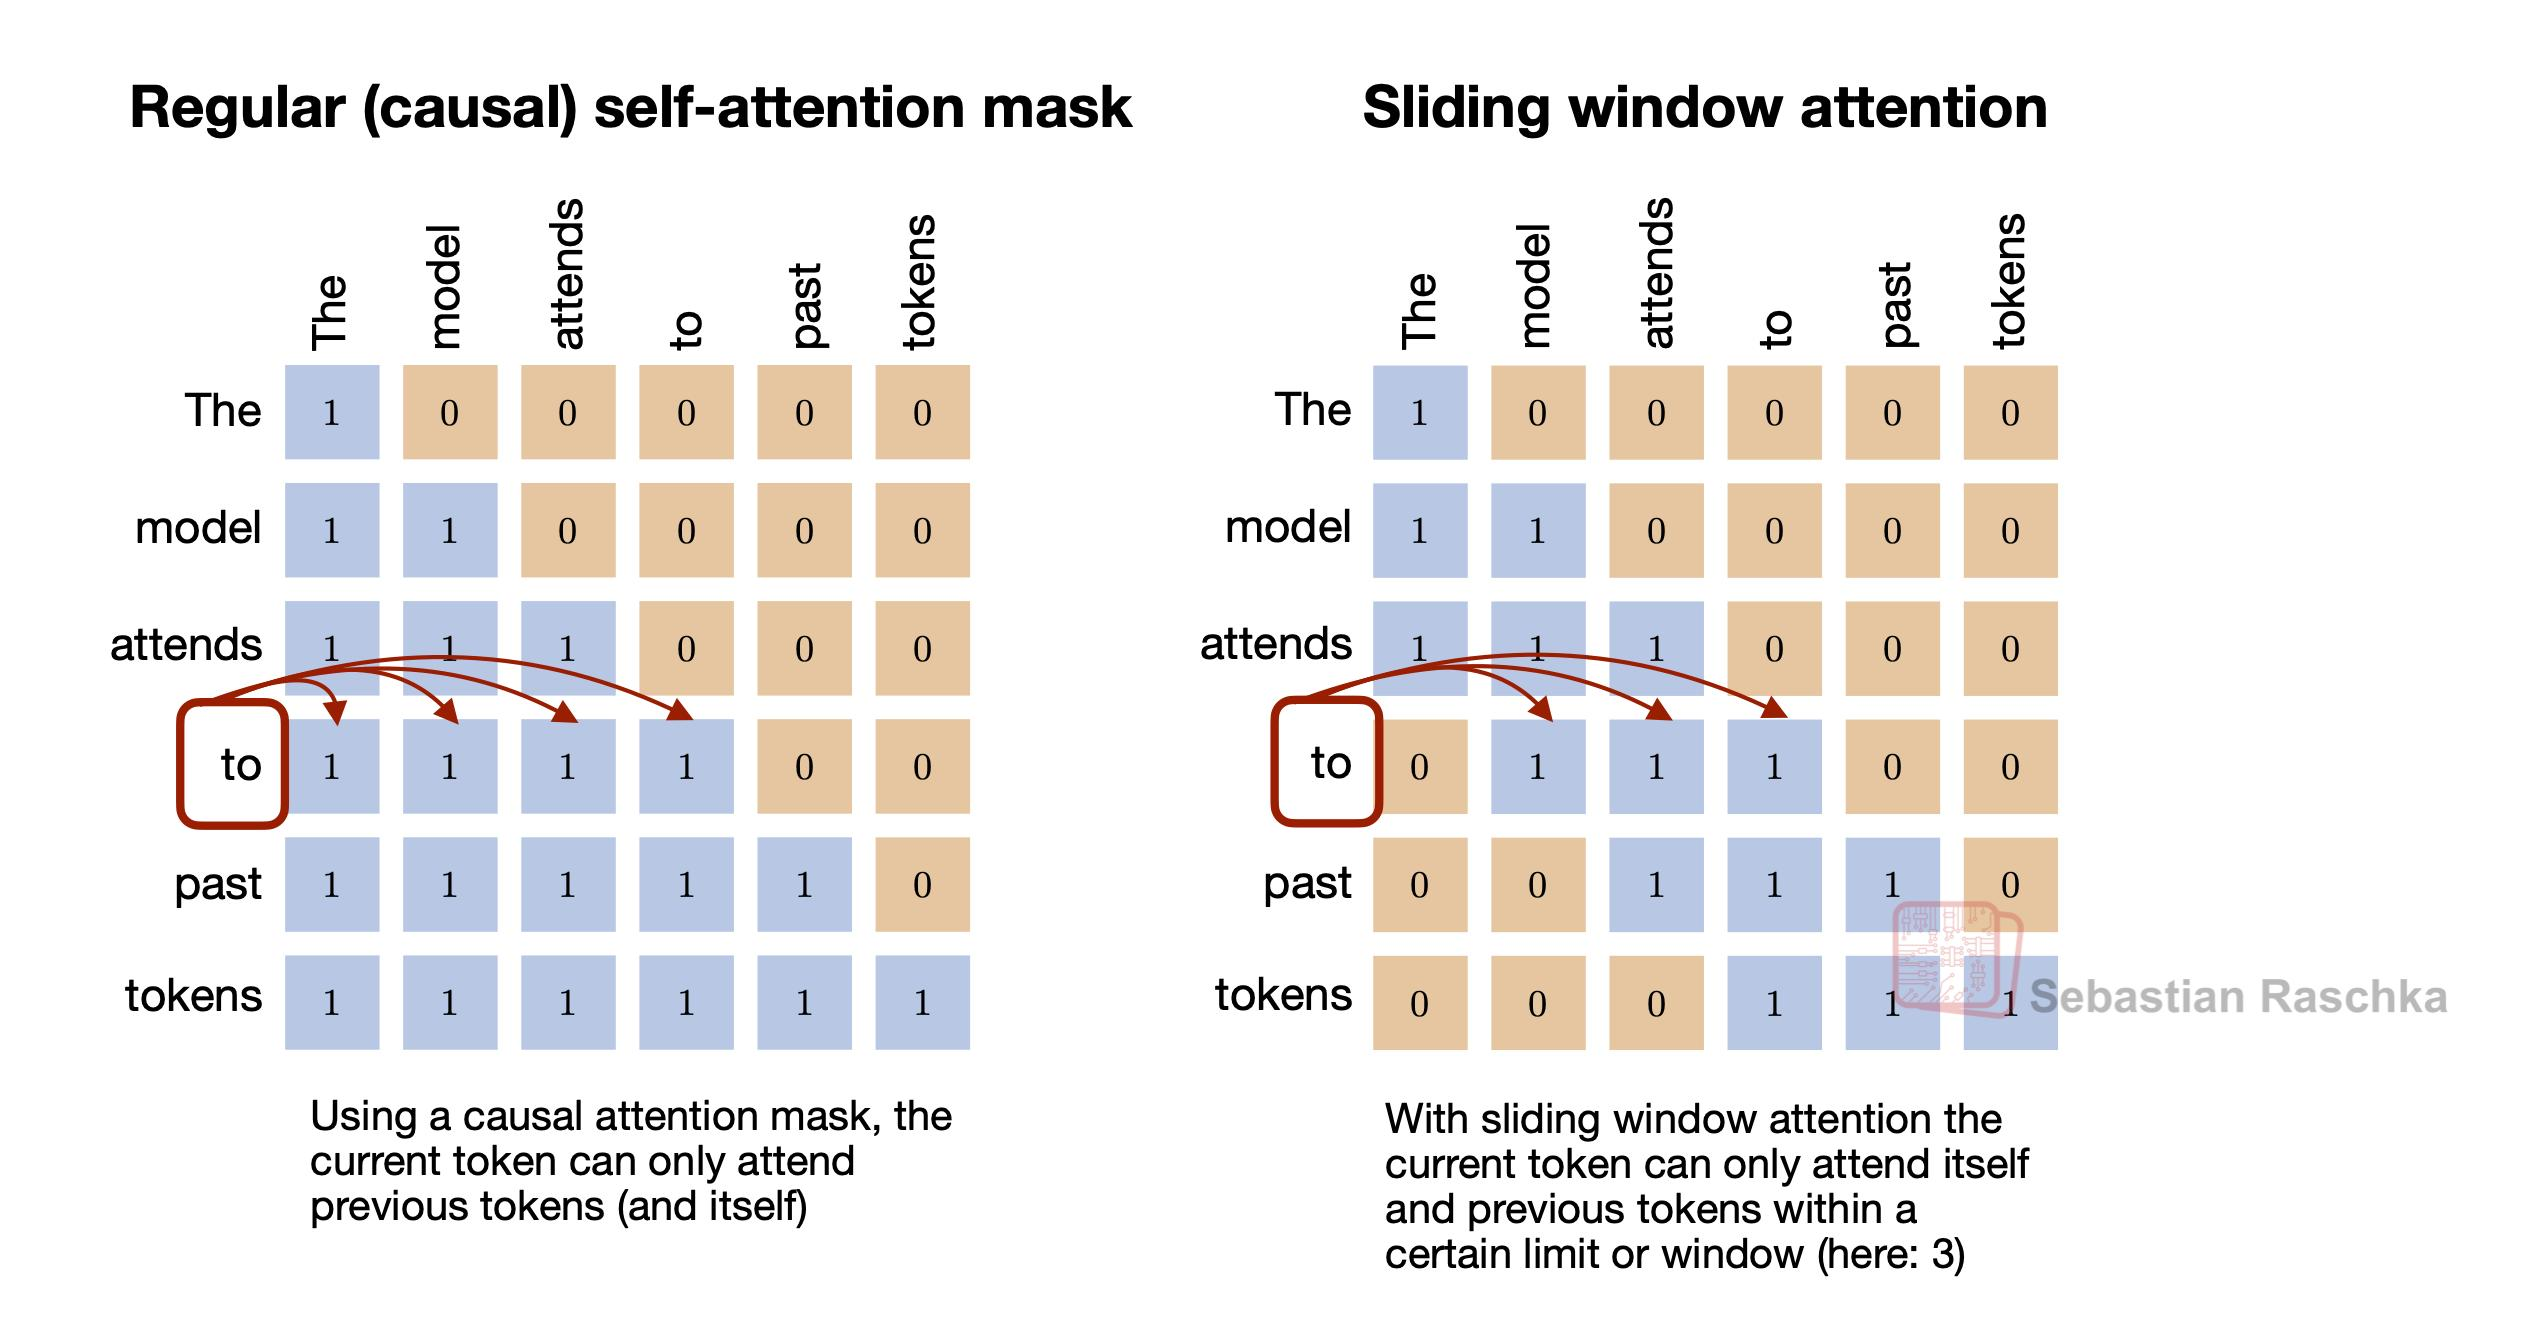 Regular (causal) self-attention mask
The model attends to past tokens
The 1 0 0 0 0 0
model 1 1 0 0 0 0
attends 1 1 1 0 0 0
to 1 1 1 1 0 0
past 1 1 1 1 1 0
tokens 1 1 1 1 1 1
Using a causal attention mask, the
current token can only attend
previous tokens (and itself)
Sliding window attention
The model attends to past tokens
The 1 0 0 0 0 0
model 1 1 0 0 0 0
attends 1 1 1 0 0 0
to 0 1 1 1 0 0
past 0 0 1 1 1 0
tokens 0 0 0 1 1 1
Sebastian Raschka
With sliding window attention the
current token can only attend itself
and previous tokens within a
certain limit or window (here: 3)